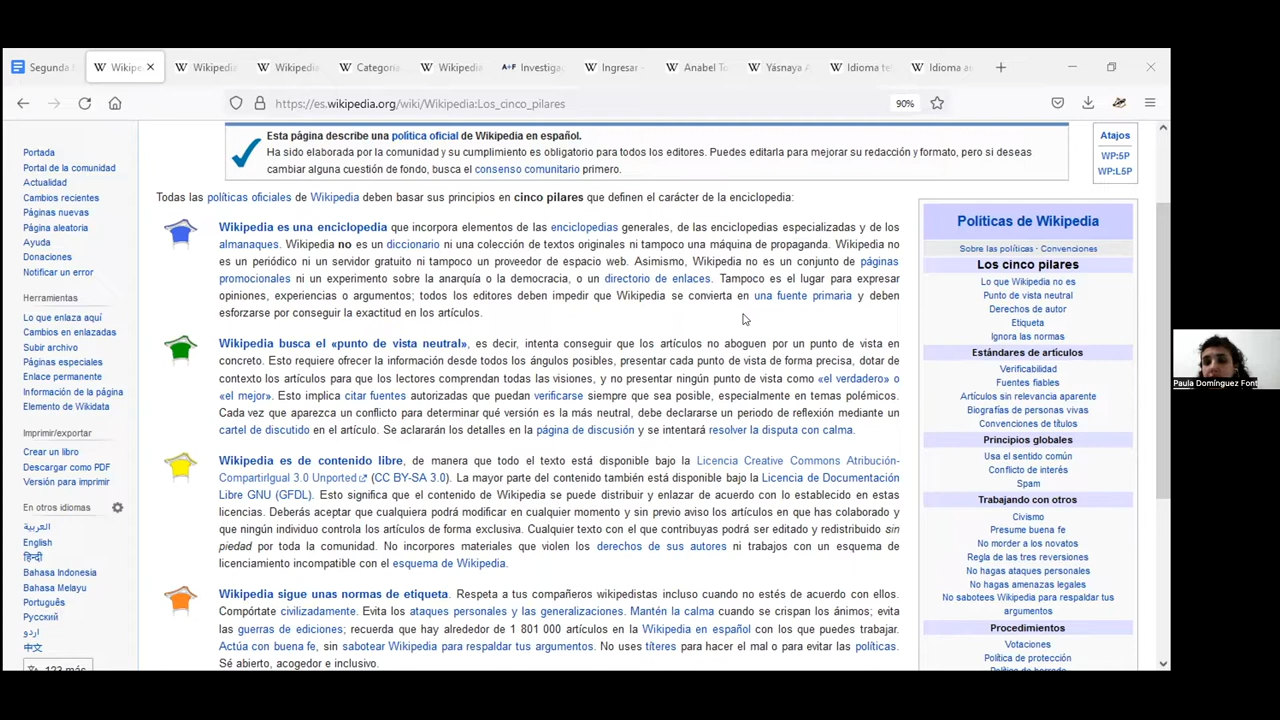 Segunda
Wikipe
Wikipedia
Wikipedia
Categoría
Wikipedia
A+F Investiga
Ingresar
Anabel To
Yásnaya A
Idioma te
Idioma a
https://es.wikipedia.org/wiki/Wikipedia:Los_cinco_pilares
90%
Portada
Portal de la comunidad
Actualidad
Cambios recientes
Páginas nuevas
Página aleatoria
Ayuda
Donaciones
Notificar un error
Herramientas
Lo que enlaza aquí
Cambios en enlazadas
Subir archivo
Páginas especiales
Enlace permanente
Información de la página
Elemento de Wikidata
Imprimir/exportar
Crear un libro
Descargar como PDF
Versión para imprimir
En otros idiomas
العربية
English
हिन्दी
Bahasa Indonesia
Bahasa Melayu
Português
Русский
اردو
中文
123 más
Esta página describe una política oficial de Wikipedia en español.
Ha sido elaborada por la comunidad y su cumplimiento es obligatorio para todos los editores. Puedes editarla para mejorar su redacción y formato, pero si deseas
cambiar alguna cuestión de fondo, busca el consenso comunitario primero.
Atajos
WP:5P
WP:L5P
Todas las políticas oficiales de Wikipedia deben basar sus principios en cinco pilares que definen el carácter de la enciclopedia:
Wikipedia es una enciclopedia que incorpora elementos de las enciclopedias generales, de las enciclopedias especializadas y de los
almanaques. Wikipedia no es un diccionario ni una colección de textos originales ni tampoco una máquina de propaganda. Wikipedia no
es un periódico ni un servidor gratuito ni tampoco un proveedor de espacio web. Asimismo, Wikipedia no es un conjunto de páginas
promocionales ni un experimento sobre la anarquía o la democracia, o un directorio de enlaces. Tampoco es el lugar para expresar
opiniones, experiencias o argumentos; todos los editores deben impedir que Wikipedia se convierta en una fuente primaria y deben
esforzarse por conseguir la exactitud en los artículos.
Wikipedia busca el «punto de vista neutral», es decir, intenta conseguir que los artículos no aboguen por un punto de vista en
concreto. Esto requiere ofrecer la información desde todos los ángulos posibles, presentar cada punto de vista de forma precisa, dotar de
contexto los artículos para que los lectores comprendan todas las visiones, y no presentar ningún punto de vista como «el verdadero» o
«el mejor». Esto implica citar fuentes autorizadas que puedan verificarse siempre que sea posible, especialmente en temas polémicos.
Cada vez que aparezca un conflicto para determinar qué versión es la más neutral, debe declararse un periodo de reflexión mediante un
cartel de discutido en el artículo. Se aclararán los detalles en la página de discusión y se intentará resolver la disputa con calma.
Wikipedia es de contenido libre, de manera que todo el texto está disponible bajo la Licencia Creative Commons Atribución-
CompartirIgual 3.0 Unported (CC BY-SA 3.0). La mayor parte del contenido también está disponible bajo la Licencia de Documentación
Libre GNU (GFDL). Esto significa que el contenido de Wikipedia se puede distribuir y enlazar de acuerdo con lo establecido en estas
licencias. Deberás aceptar que cualquiera podrá modificar en cualquier momento y sin previo aviso los artículos en que has colaborado y
que ningún individuo controla los artículos de forma exclusiva. Cualquier texto con el que contribuyas podrá ser editado y redistribuido sin
piedad por toda la comunidad. No incorpores materiales que violen los derechos de sus autores ni trabajos con un esquema de
licenciamiento incompatible con el esquema de Wikipedia.
Wikipedia sigue unas normas de etiqueta. Respeta a tus compañeros wikipedistas incluso cuando no estés de acuerdo con ellos.
Compórtate civilizadamente. Evita los ataques personales y las generalizaciones. Mantén la calma cuando se crispan los ánimos; evita
las guerras de ediciones; recuerda que hay alrededor de 1 801 000 artículos en la Wikipedia en español con los que puedes trabajar.
Actúa con buena fe, sin sabotear Wikipedia para respaldar tus argumentos. No uses títeres para hacer el mal o para evitar las políticas.
Sé abierto, acogedor e inclusivo.
Políticas de Wikipedia
Sobre las políticas · Convenciones
Los cinco pilares
Lo que Wikipedia no es
Punto de vista neutral
Derechos de autor
Etiqueta
Ignora las normas
Estándares de artículos
Verificabilidad
Fuentes fiables
Artículos sin relevancia aparente
Biografías de personas vivas
Convenciones de títulos
Principios globales
Usa el sentido común
Conflicto de interés
Spam
Trabajando con otros
Civismo
Presume buena fe
No morder a los novatos
Regla de las tres reversiones
No hagas ataques personales
No hagas amenazas legales
No sabotees Wikipedia para respaldar tus
argumentos
Procedimientos
Votaciones
Política de protección
Política de borrado
Paula Domínguez Font